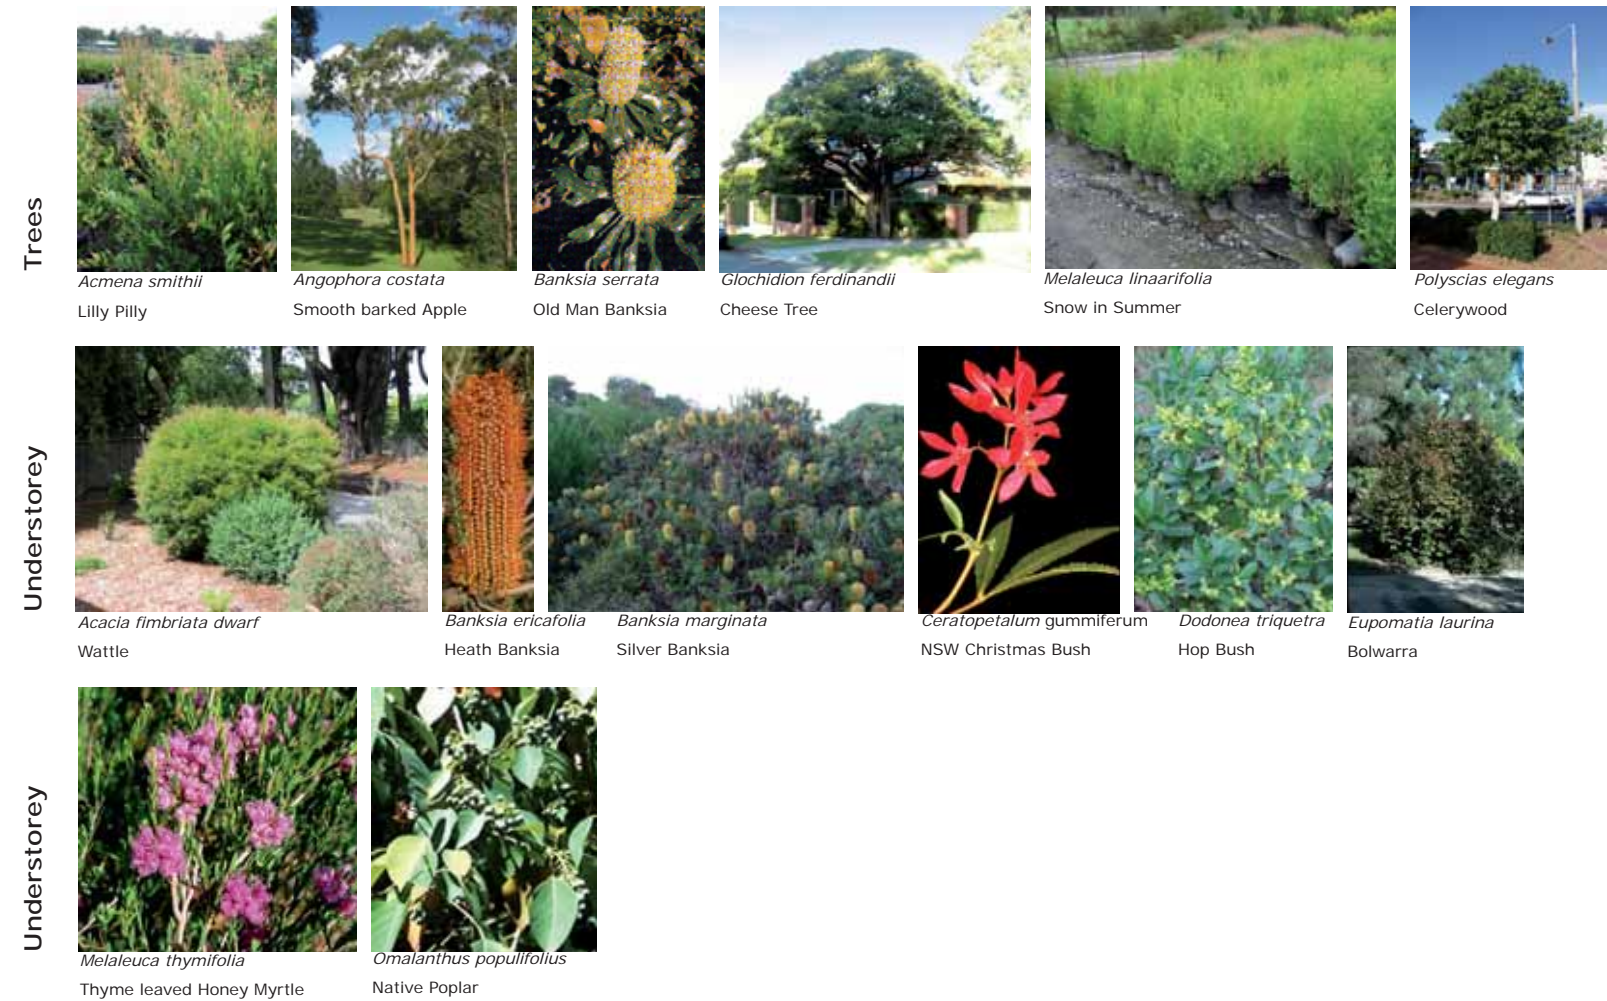 Trees
Acmena smithii
Lilly Pilly
Angophora costata
Smooth barked Apple
Banksia serrata
Old Man Banksia
Glochidion ferdinandii
Cheese Tree
Melaleuca linaarifolia
Snow in Summer
Polyscias elegans
Celerywood
Understorey
Acacia fimbriata dwarf
Wattle
Banksia ericafolia
Heath Banksia
Banksia marginata
Silver Banksia
Ceratopetalum gummiferum
NSW Christmas Bush
Dodonea triquetra
Hop Bush
Eupomatia laurina
Bolwarra
Understorey
Melaleuca thymifolia
Thyme leaved Honey Myrtle
Omalanthus populifolius
Native Poplar